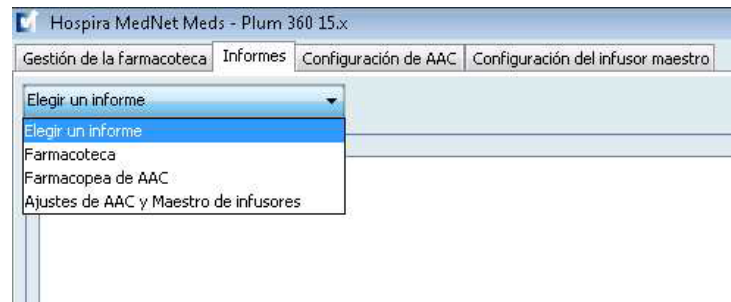 Hospira MedNet Meds - Plum 360 15.x
Gestión de la farmacoteca Informes Configuración de AAC Configuración del infusor maestro
Elegir un informe
Elegir un informe
Farmacoteca
Farmacopea de AAC
Ajustes de AAC y Maestro de infusores